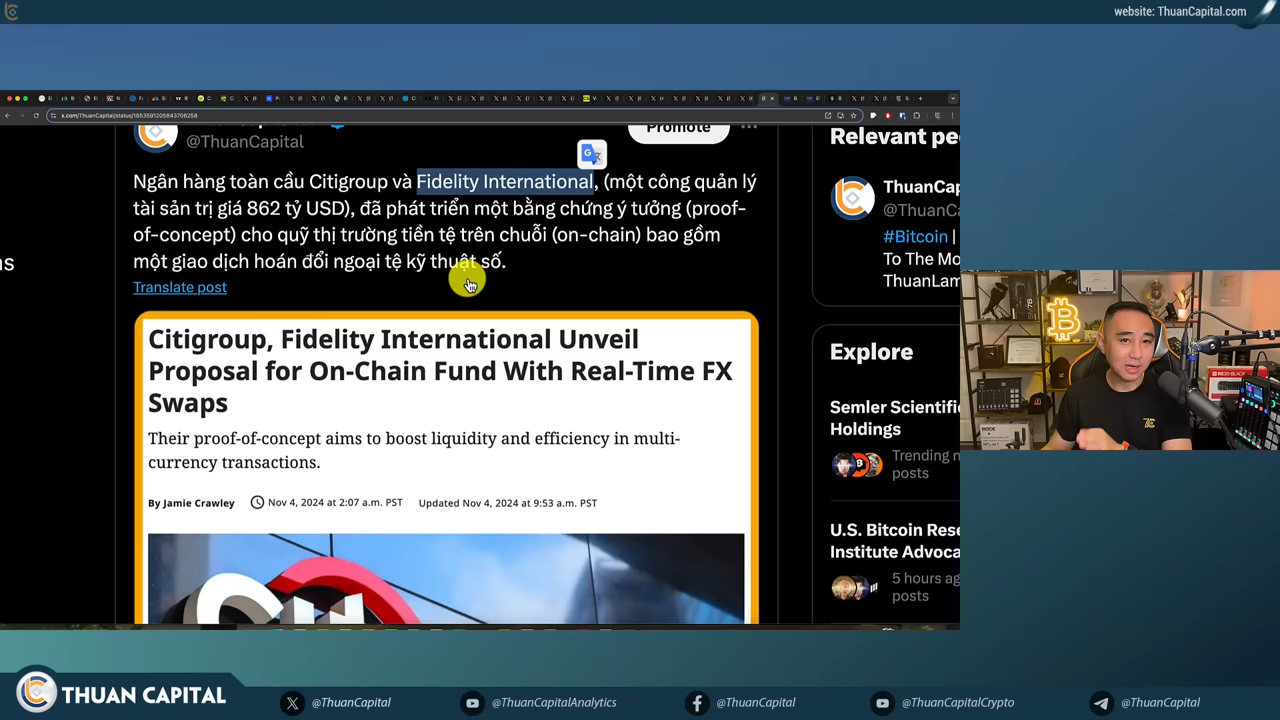 website: ThuanCapital.com
x.com/ThuanCapital/status/1853591205843706258
@ThuanCapital
Promote
Ngân hàng toàn cầu Citigroup và Fidelity International, (một công quản lý
tài sản trị giá 862 tỷ USD), đã phát triển một bằng chứng ý tưởng (proof-
of-concept) cho quỹ thị trường tiền tệ trên chuỗi (on-chain) bao gồm
một giao dịch hoán đổi ngoại tệ kỹ thuật số.
Translate post
Citigroup, Fidelity International Unveil
Proposal for On-Chain Fund With Real-Time FX
Swaps
Their proof-of-concept aims to boost liquidity and efficiency in multi-
currency transactions.
By Jamie Crawley Nov 4, 2024 at 2:07 a.m. PST Updated Nov 4, 2024 at 9:53 a.m. PST
Relevant pe
ThuanCa
@ThuanCa
#Bitcoin |
To The Mo
ThuanLam
Explore
Semler Scientific
Holdings
Trending n
posts
U.S. Bitcoin Rese
Institute Advoca
5 hours ag
posts
THUAN CAPITAL
@ThuanCapital
@ThuanCapitalAnalytics
@ThuanCapital
@ThuanCapitalCrypto
@ThuanCapital